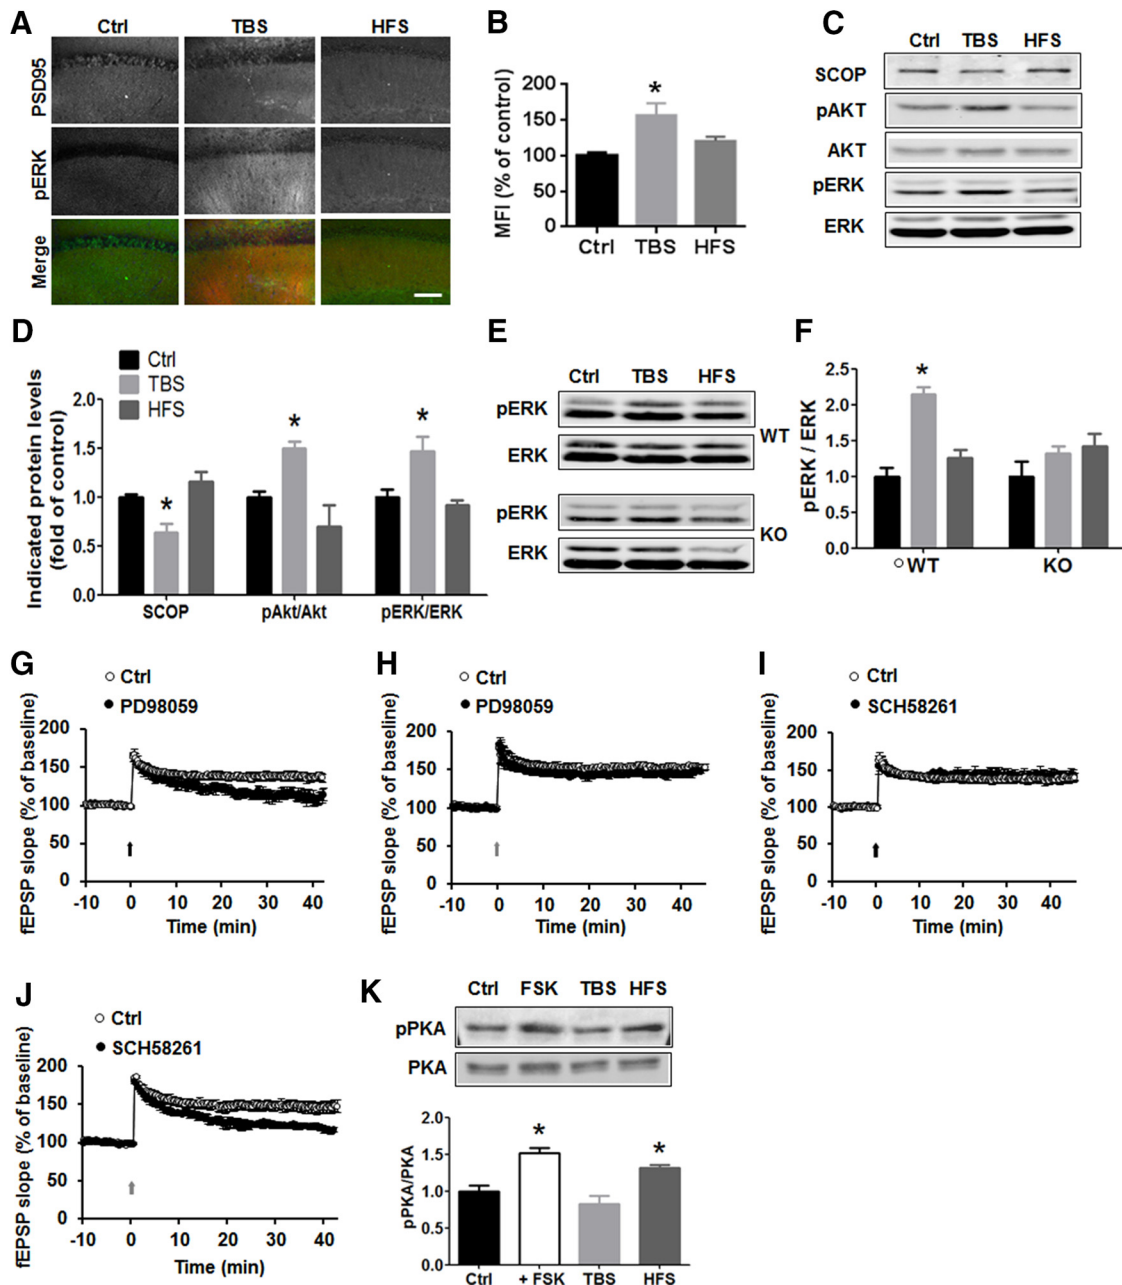 A
Ctrl TBS HFS
PSD95
pERK
Merge
B
MFI (% of control)
200
150
100
50
0
*
Ctrl TBS HFS
C
Ctrl TBS HFS
SCOP
pAKT
AKT
pERK
ERK
D
Ctrl
TBS
HFS
Indicated protein levels
(fold of control)
2.0
1.5
1.0
0.5
0.0
* * *
SCOP pAkt/Akt pERK/ERK
E
Ctrl TBS HFS
pERK
ERK
WT
pERK
ERK
KO
F
pERK / ERK
2.5
2.0
1.5
1.0
0.5
0.0
*
WT KO
G
Ctrl
PD98059
fEPSP slope (% of baseline)
200
150
100
50
0
-10 0 10 20 30 40
Time (min)
H
Ctrl
PD98059
fEPSP slope (% of baseline)
200
150
100
50
0
-10 0 10 20 30 40
Time (min)
I
Ctrl
SCH58261
fEPSP slope (% of baseline)
200
150
100
50
0
-10 0 10 20 30 40
Time (min)
J
Ctrl
SCH58261
fEPSP slope (% of baseline)
200
150
100
50
0
-10 0 10 20 30 40
Time (min)
K
Ctrl FSK TBS HFS
pPKA
PKA
pPKA/PKA
2.0
1.5
1.0
0.5
0.0
* *
Ctrl + FSK TBS HFS